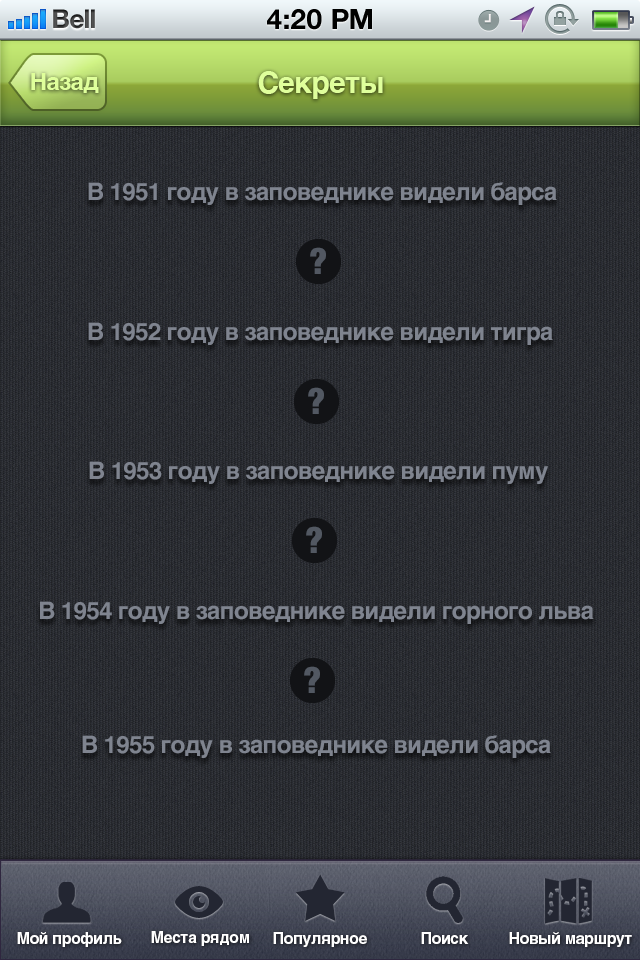 Bell 4:20 PM
Назад Секреты
В 1951 году в заповеднике видели барса
?
В 1952 году в заповеднике видели тигра
?
В 1953 году в заповеднике видели пуму
?
В 1954 году в заповеднике видели горного льва
?
В 1955 году в заповеднике видели барса
Мой профиль Места рядом Популярное Поиск Новый маршрут